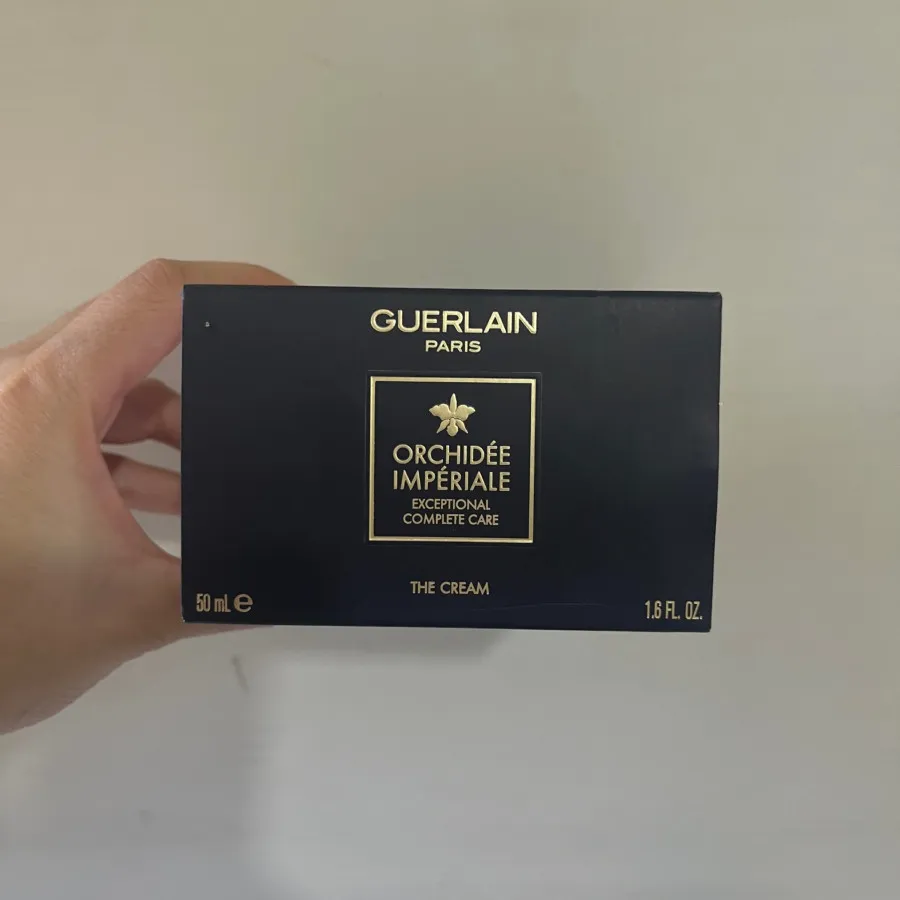 GUERLAIN
PARIS
ORCHIDÉE
IMPÉRIALE
EXCEPTIONAL
COMPLETE CARE
THE CREAM
50 mL ℮
1.6 FL. OZ.